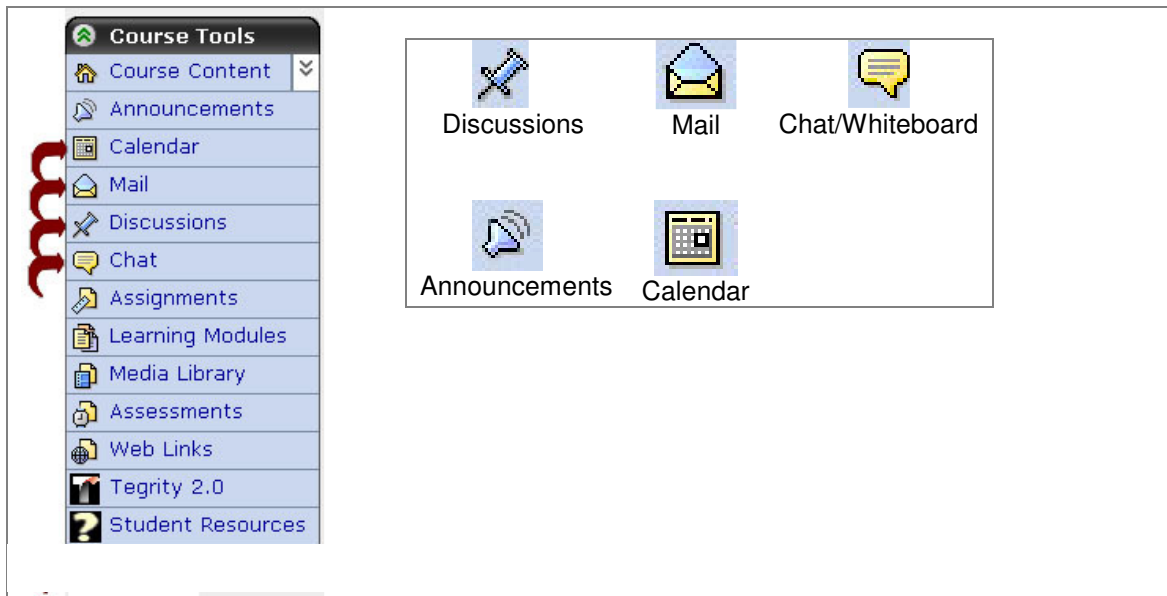 Course Tools
Course Content
Announcements
Calendar
Mail
Discussions
Chat
Assignments
Learning Modules
Media Library
Assessments
Web Links
Tegrity 2.0
Student Resources
Discussions Mail Chat/Whiteboard
Announcements Calendar